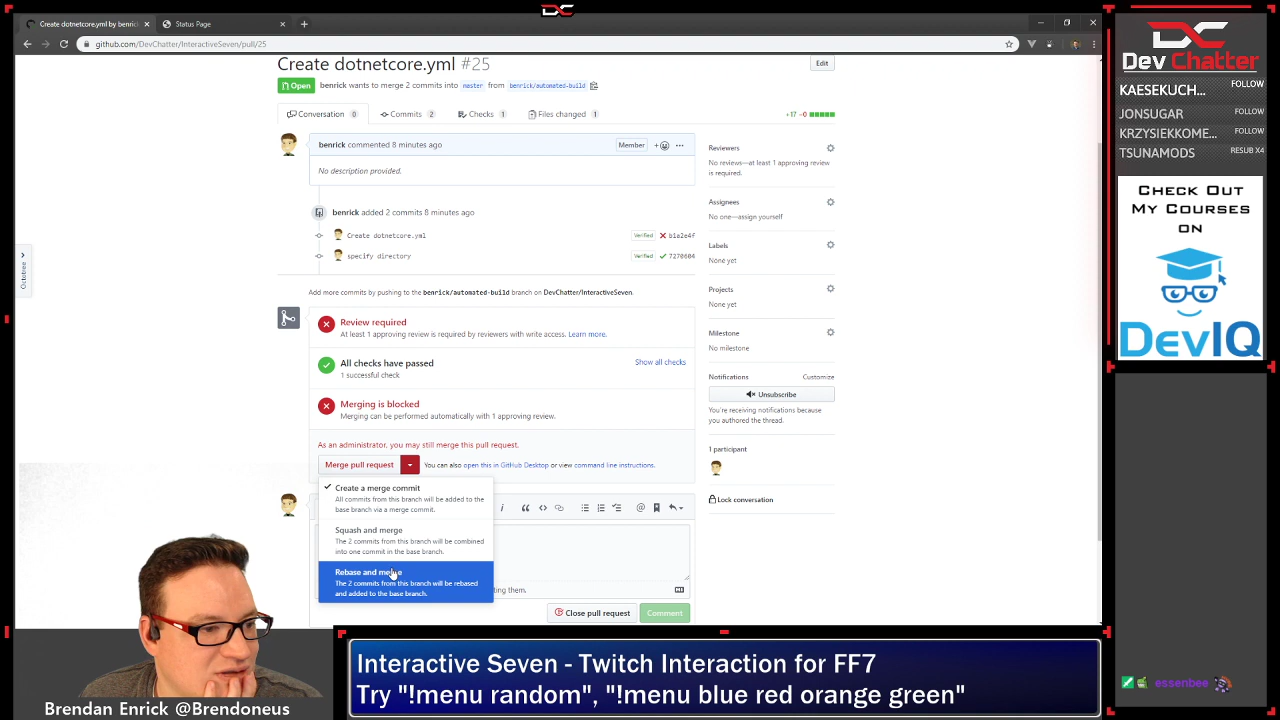 DC
Create dotnetcore.yml by benrick
Status Page
github.com/DevChatter/InteractiveSeven/pull/25
Create dotnetcore.yml #25
Edit
Open
benrick wants to merge 2 commits into master from benrick/automated-build
Conversation 0
Commits 2
Checks 1
Files changed 1
+17 −0
benrick commented 8 minutes ago
Member
No description provided.
benrick added 2 commits 8 minutes ago
Create dotnetcore.yml
Verified
b1a2e4f
specify directory
Verified
7270604
Add more commits by pushing to the benrick/automated-build branch on DevChatter/InteractiveSeven.
Review required
At least 1 approving review is required by reviewers with write access. Learn more.
All checks have passed
1 successful check
Show all checks
Merging is blocked
Merging can be performed automatically with 1 approving review.
As an administrator, you may still merge this pull request.
Merge pull request
You can also open this in GitHub Desktop or view command line instructions.
Create a merge commit
All commits from this branch will be added to the
base branch via a merge commit.
Squash and merge
The 2 commits from this branch will be combined
into one commit in the base branch.
Rebase and merge
The 2 commits from this branch will be rebased
and added to the base branch.
ting them.
Close pull request
Comment
Reviewers
No reviews—at least 1 approving review
is required.
Assignees
No one—assign yourself
Labels
None yet
Projects
None yet
Milestone
No milestone
Notifications
Customize
Unsubscribe
You're receiving notifications because
you authored the thread.
1 participant
Lock conversation
Octotree
DC
Dev Chatter
KAESEKUCH... FOLLOW
JONSUGAR FOLLOW
KRZYSIEKKOME... FOLLOW
TSUNAMODS RESUB X4
CHECK OUT
MY COURSES
ON
DevIQ
essenbee
Interactive Seven - Twitch Interaction for FF7
Try "!menu random", "!menu blue red orange green"
Brendan Enrick @Brendoneus